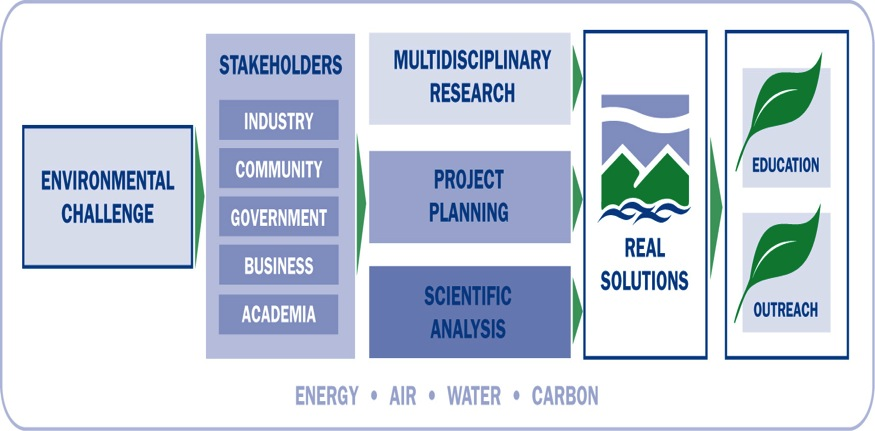 ENVIRONMENTAL
CHALLENGE
STAKEHOLDERS
INDUSTRY
COMMUNITY
GOVERNMENT
BUSINESS
ACADEMIA
MULTIDISCIPLINARY
RESEARCH
PROJECT
PLANNING
SCIENTIFIC
ANALYSIS
REAL
SOLUTIONS
EDUCATION
OUTREACH
ENERGY • AIR • WATER • CARBON